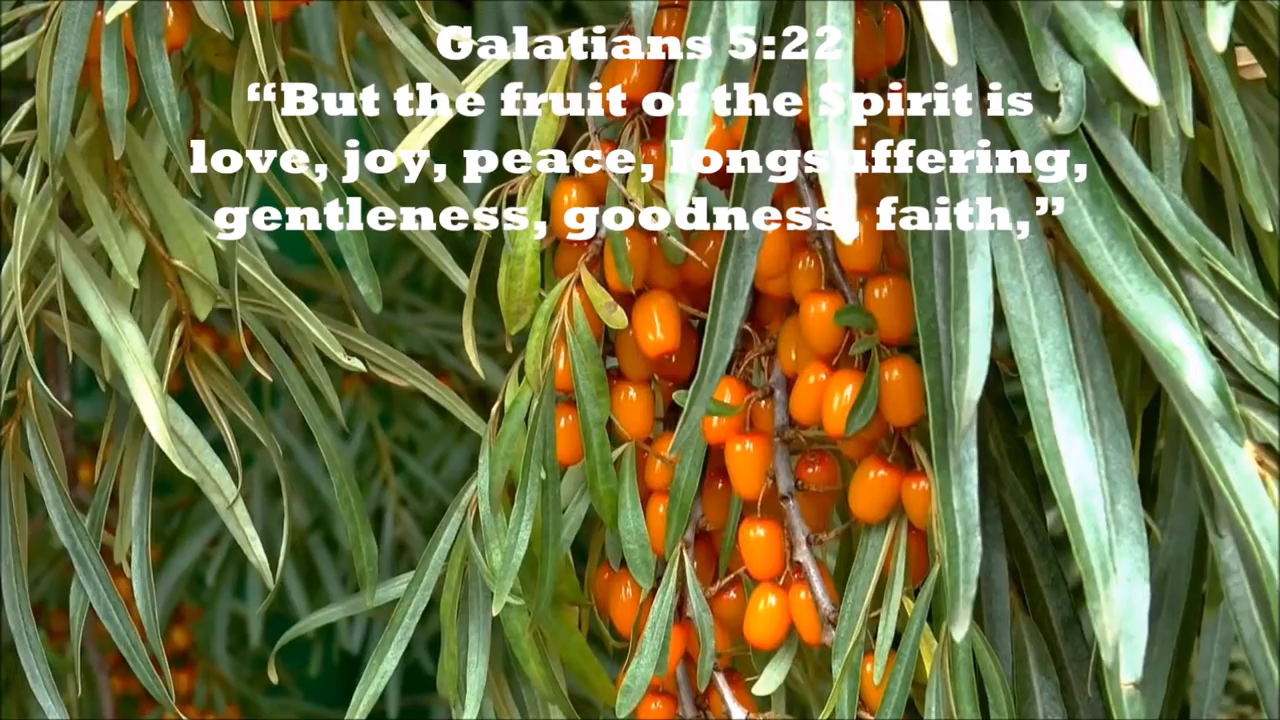 Galatians 5:22
“But the fruit of the Spirit is
love, joy, peace, longsuffering,
gentleness, goodness, faith,”